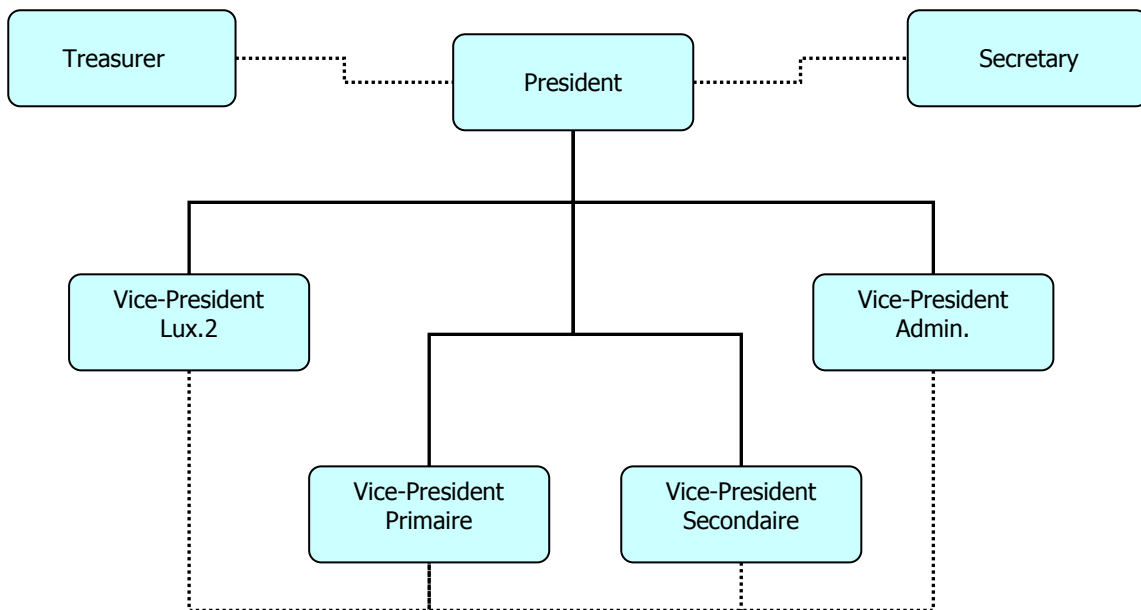 Treasurer
President
Secretary
Vice-President
Lux.2
Vice-President
Admin.
Vice-President
Primaire
Vice-President
Secondaire